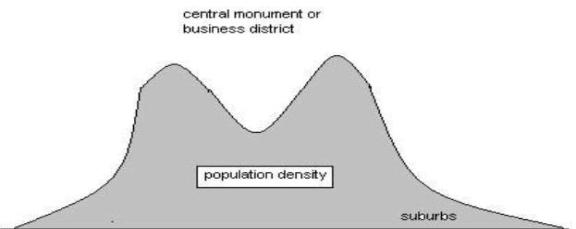 central monument or
business district
population density
suburbs